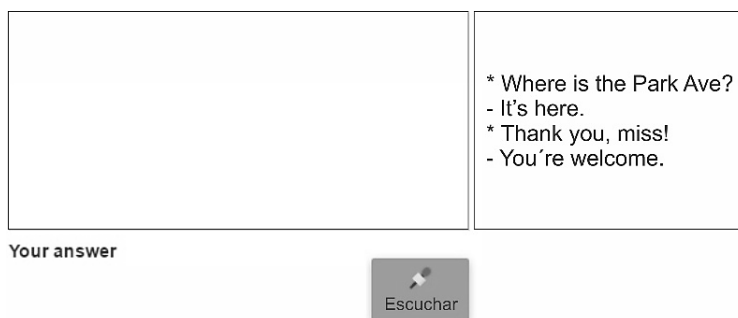 * Where is the Park Ave?
- It's here.
* Thank you, miss!
- You´re welcome.
Your answer
Escuchar